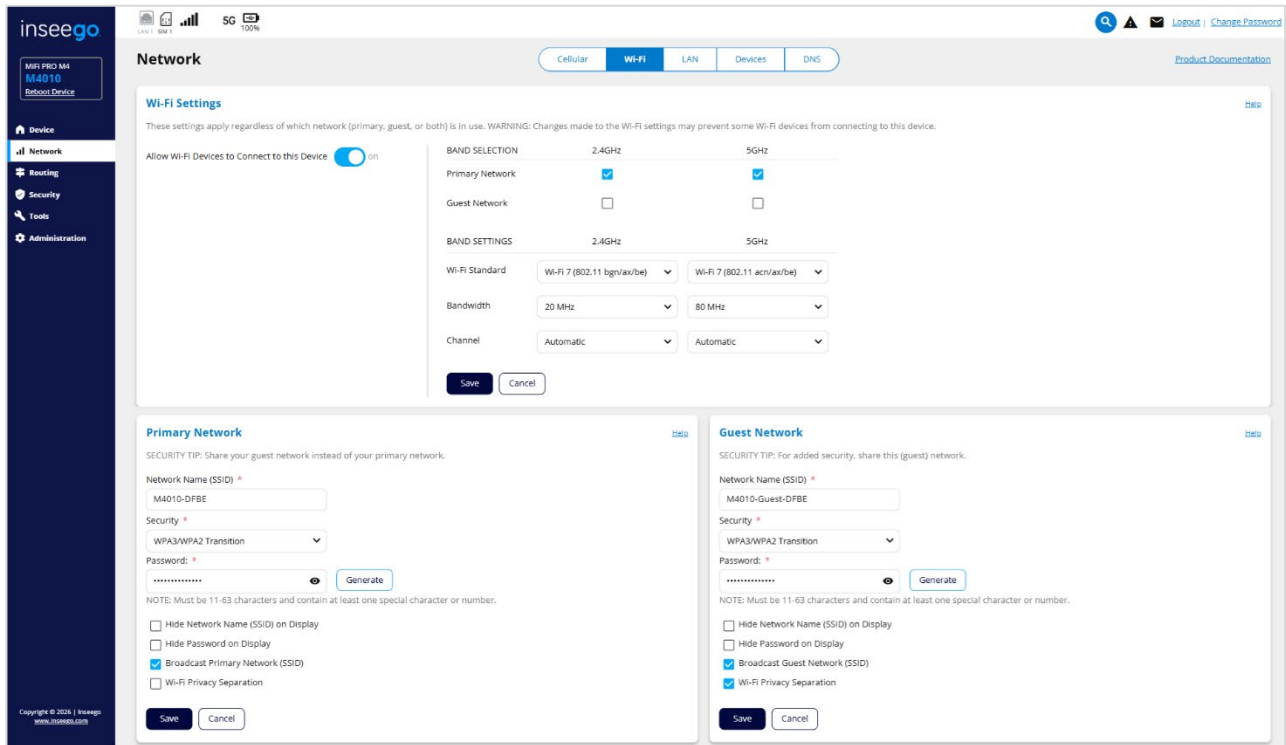 inseego
LAN 1 SIM 1 5G 100%
Logout | Change Password
MiFi PRO M4
M4010
Reboot Device
Device
Network
Routing
Security
Tools
Administration
Copyright © 2026 | Inseego
www.inseego.com
Network
Cellular Wi-Fi LAN Devices DNS
Product Documentation
Wi-Fi Settings Help
These settings apply regardless of which network (primary, guest, or both) is in use. WARNING: Changes made to the Wi-Fi settings may prevent some Wi-Fi devices from connecting to this device.
Allow Wi-Fi Devices to Connect to this Device on
BAND SELECTION 2.4GHz 5GHz
Primary Network
Guest Network
BAND SETTINGS 2.4GHz 5GHz
Wi-Fi Standard Wi-Fi 7 (802.11 bgn/ax/be) Wi-Fi 7 (802.11 acn/ax/be)
Bandwidth 20 MHz 80 MHz
Channel Automatic Automatic
Save Cancel
Primary Network Help
SECURITY TIP: Share your guest network instead of your primary network.
Network Name (SSID) *
M4010-DFBE
Security *
WPA3/WPA2 Transition
Password: *
•••••••••••••• Generate
NOTE: Must be 11-63 characters and contain at least one special character or number.
Hide Network Name (SSID) on Display
Hide Password on Display
Broadcast Primary Network (SSID)
Wi-Fi Privacy Separation
Save Cancel
Guest Network Help
SECURITY TIP: For added security, share this (guest) network.
Network Name (SSID) *
M4010-Guest-DFBE
Security *
WPA3/WPA2 Transition
Password: *
•••••••••••••• Generate
NOTE: Must be 11-63 characters and contain at least one special character or number.
Hide Network Name (SSID) on Display
Hide Password on Display
Broadcast Guest Network (SSID)
Wi-Fi Privacy Separation
Save Cancel